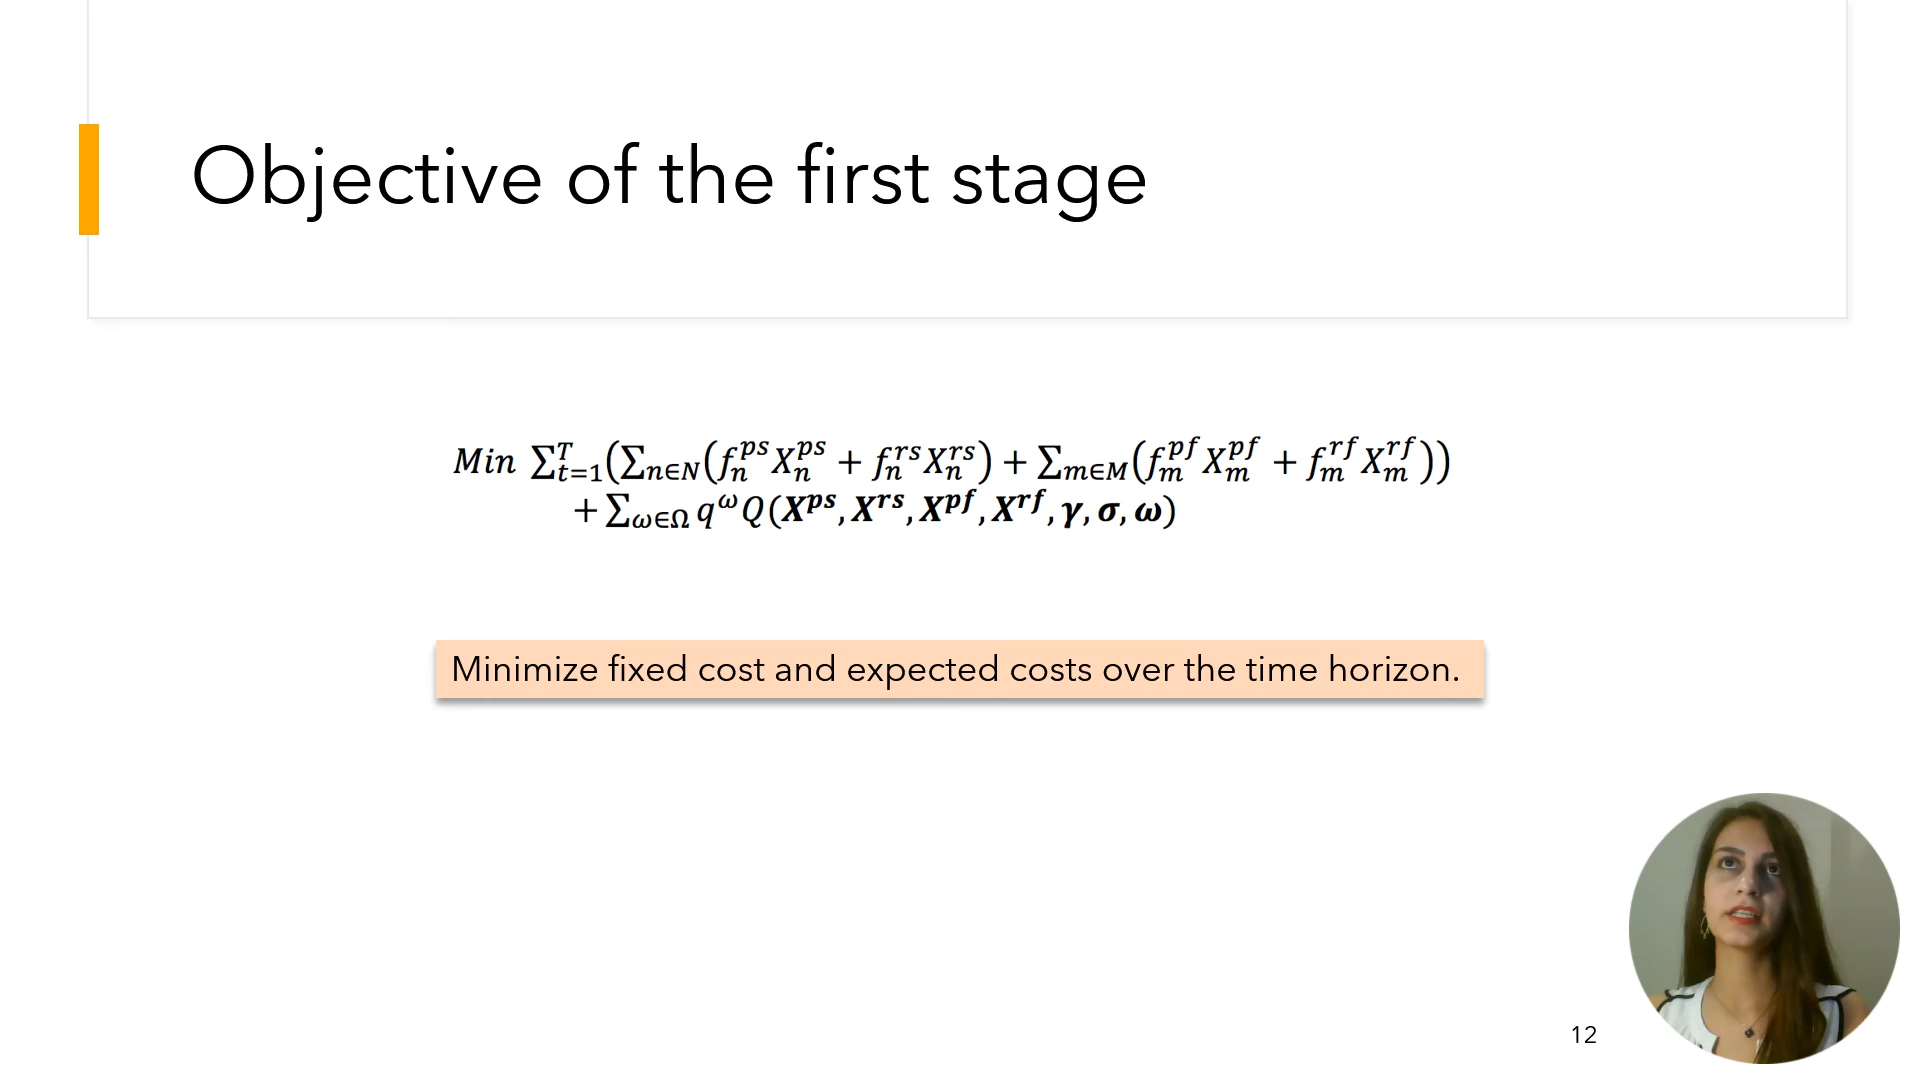 Objective of the first stage
Min ∑_{t=1}^{T}(∑_{n∈N}(f_n^{ps}X_n^{ps} + f_n^{rs}X_n^{rs}) + ∑_{m∈M}(f_m^{pf}X_m^{pf} + f_m^{rf}X_m^{rf}))
+ ∑_{ω∈Ω} q^ω Q(X^{ps}, X^{rs}, X^{pf}, X^{rf}, γ, σ, ω)
Minimize fixed cost and expected costs over the time horizon.
12